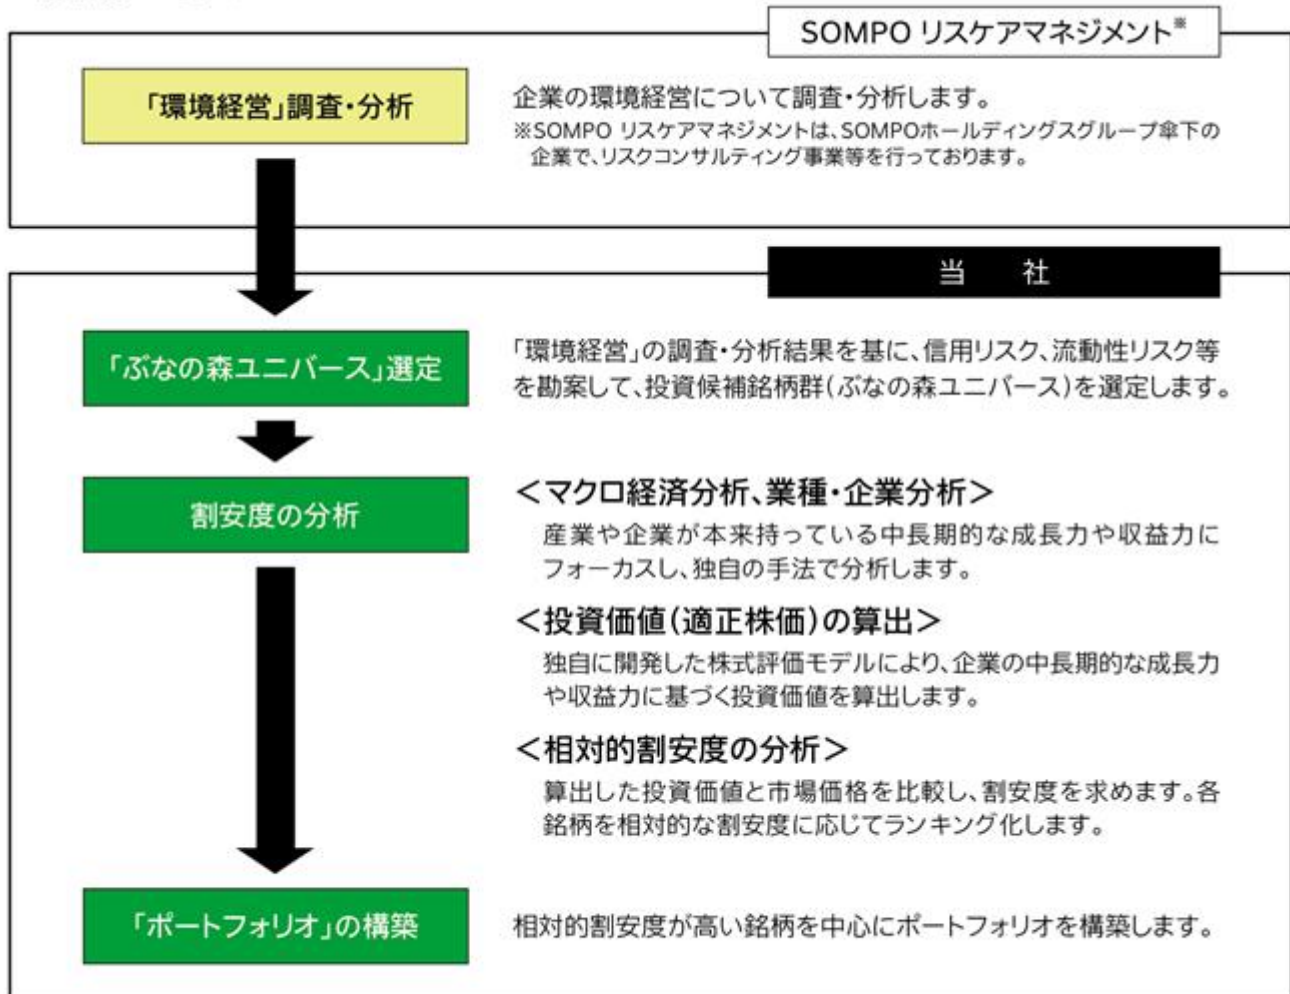 SOMPO リスケアマネジメント※
「環境経営」調査・分析
企業の環境経営について調査・分析します。
※SOMPO リスケアマネジメントは、SOMPOホールディングスグループ傘下の
企業で、リスクコンサルティング事業等を行っております。
当 社
「ぶなの森ユニバース」選定
「環境経営」の調査・分析結果を基に、信用リスク、流動性リスク等
を勘案して、投資候補銘柄群(ぶなの森ユニバース)を選定します。
割安度の分析
＜マクロ経済分析、業種・企業分析＞
産業や企業が本来持っている中長期的な成長力や収益力に
フォーカスし、独自の手法で分析します。
＜投資価値(適正株価)の算出＞
独自に開発した株式評価モデルにより、企業の中長期的な成長力
や収益力に基づく投資価値を算出します。
＜相対的割安度の分析＞
算出した投資価値と市場価格を比較し、割安度を求めます。各
銘柄を相対的な割安度に応じてランキング化します。
「ポートフォリオ」の構築
相対的割安度が高い銘柄を中心にポートフォリオを構築します。